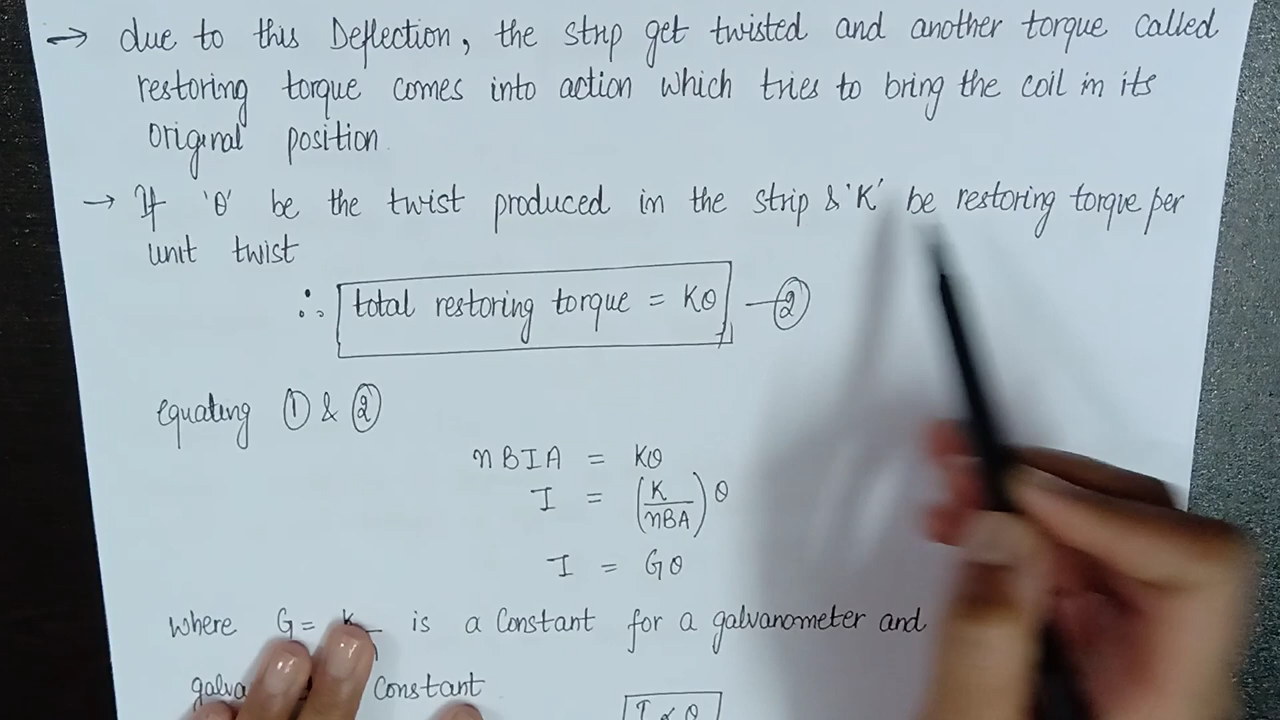 → due to this Deflection, the strip get twisted and another torque called
restoring torque comes into action which tries to bring the coil in its
original position
→ If 'θ' be the twist produced in the strip & 'K' be restoring torque per
unit twist
∴ total restoring torque = Kθ —②
equating ① & ②
nBIA = Kθ
I = (K/nBA) θ
I = Gθ
where G = K is a Constant for a galvanometer and
Constant
I ∝ θ